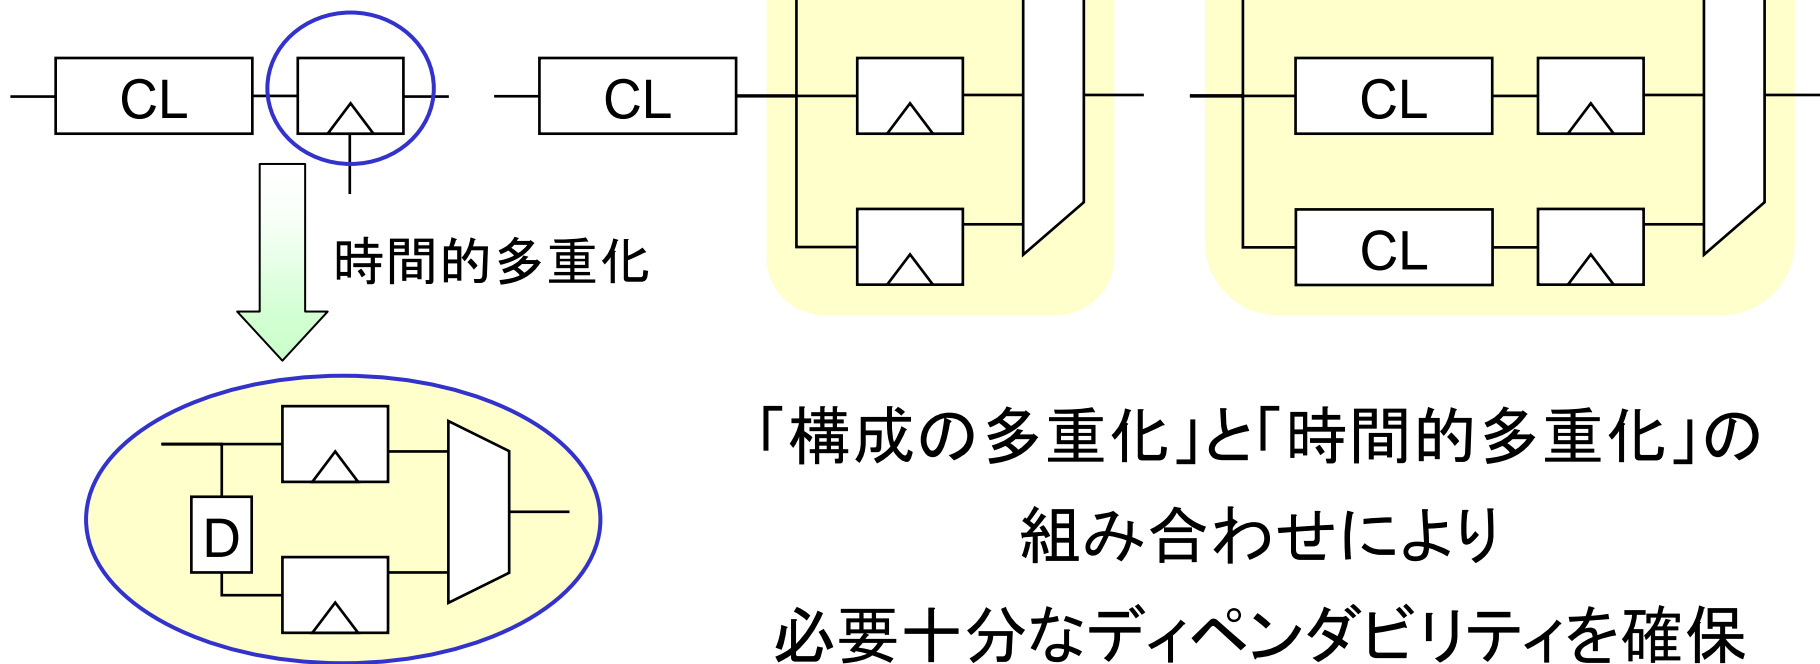 CL
CL
CL
CL
時間的多重化
D
「構成の多重化」と「時間的多重化」の
組み合わせにより
必要十分なディペンダビリティを確保